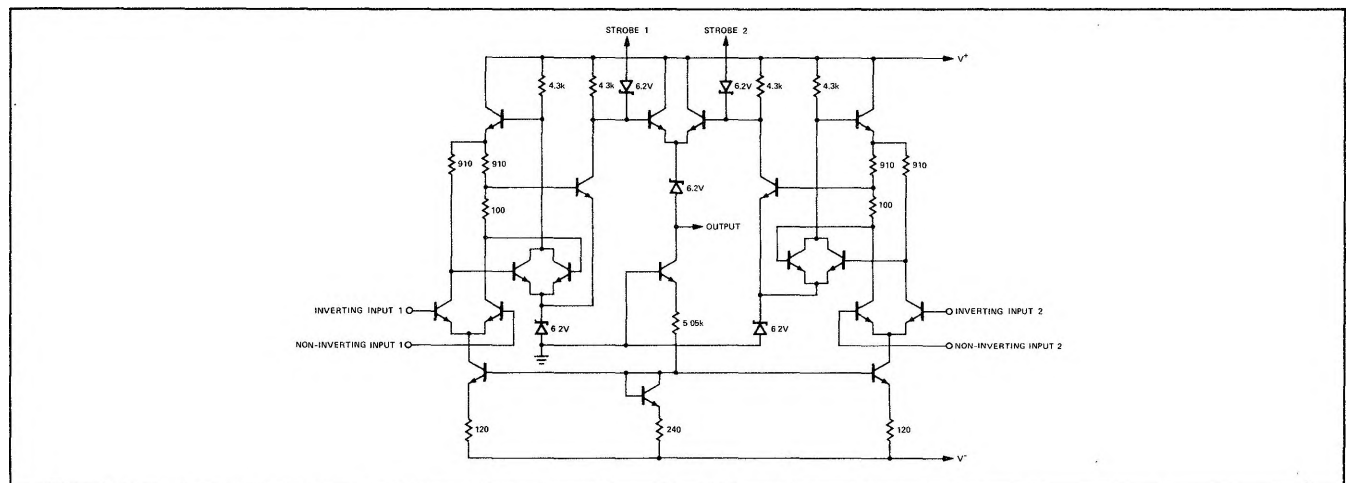 STROBE 1
STROBE 2
V+
4.3k
4 3k
6.2V
6.2V
4.3k
4.3k
910
910
6.2V
910
910
100
100
OUTPUT
INVERTING INPUT 1
6 2V
5 05k
6 2V
INVERTING INPUT 2
NON-INVERTING INPUT 1
NON-INVERTING INPUT 2
120
240
120
V-